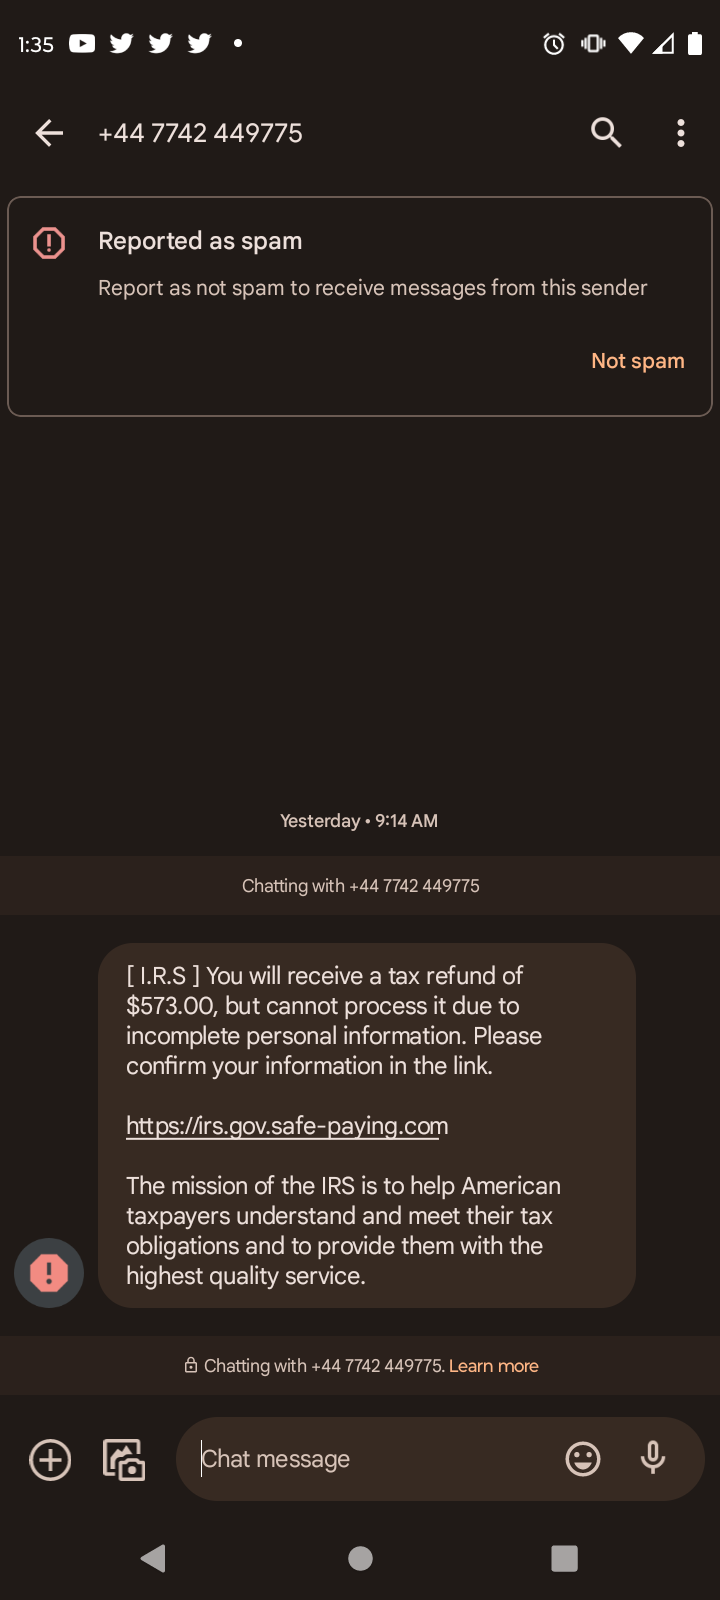 1:35
+44 7742 449775
Reported as spam
Report as not spam to receive messages from this sender
Not spam
Yesterday • 9:14 AM
Chatting with +44 7742 449775
[ I.R.S ] You will receive a tax refund of
$573.00, but cannot process it due to
incomplete personal information. Please
confirm your information in the link.
https://irs.gov.safe-paying.com
The mission of the IRS is to help American
taxpayers understand and meet their tax
obligations and to provide them with the
highest quality service.
Chatting with +44 7742 449775. Learn more
Chat message